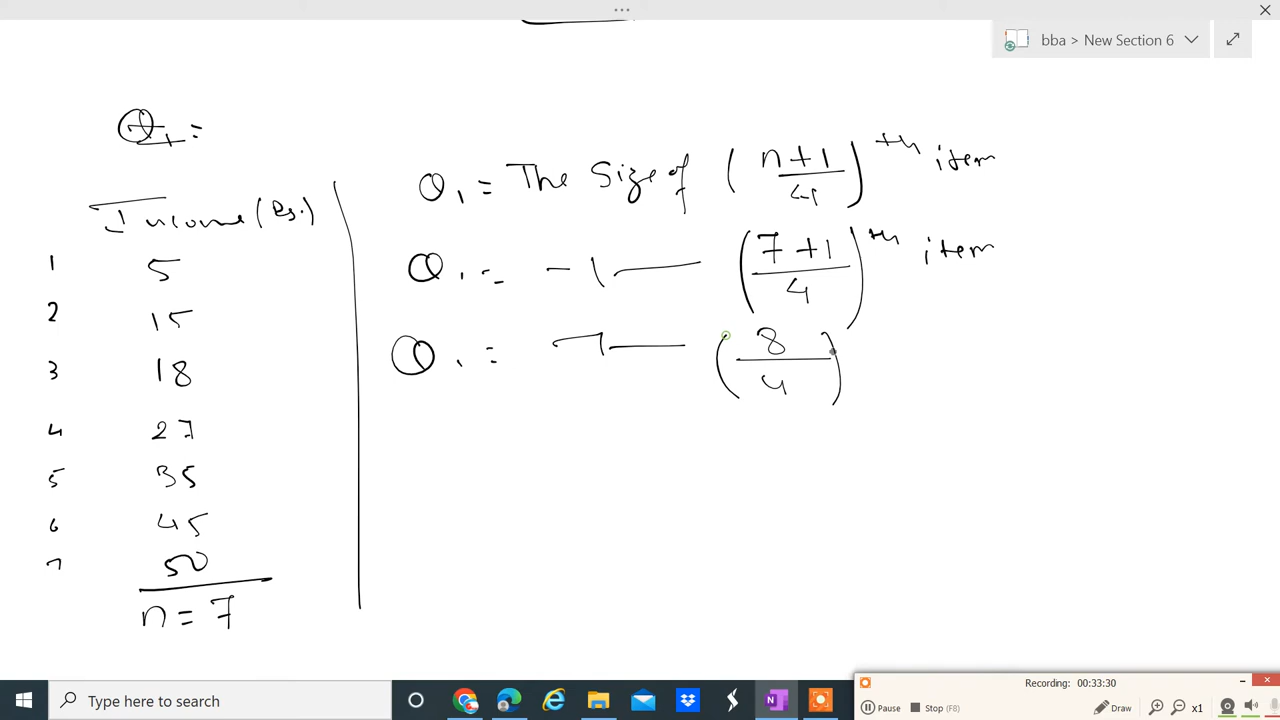 bba > New Section 6
Q1 =
Income (Rs.)
1 5
2 15
3 18
4 27
5 35
6 45
7 50
n = 7
Q1 = The Size of (n+1/4)th item
Q1 = -1— (7+1/4)th item
Q1 = (8/4)
Type here to search
Recording: 00:33:30
Pause
Stop (F8)
Draw
x1